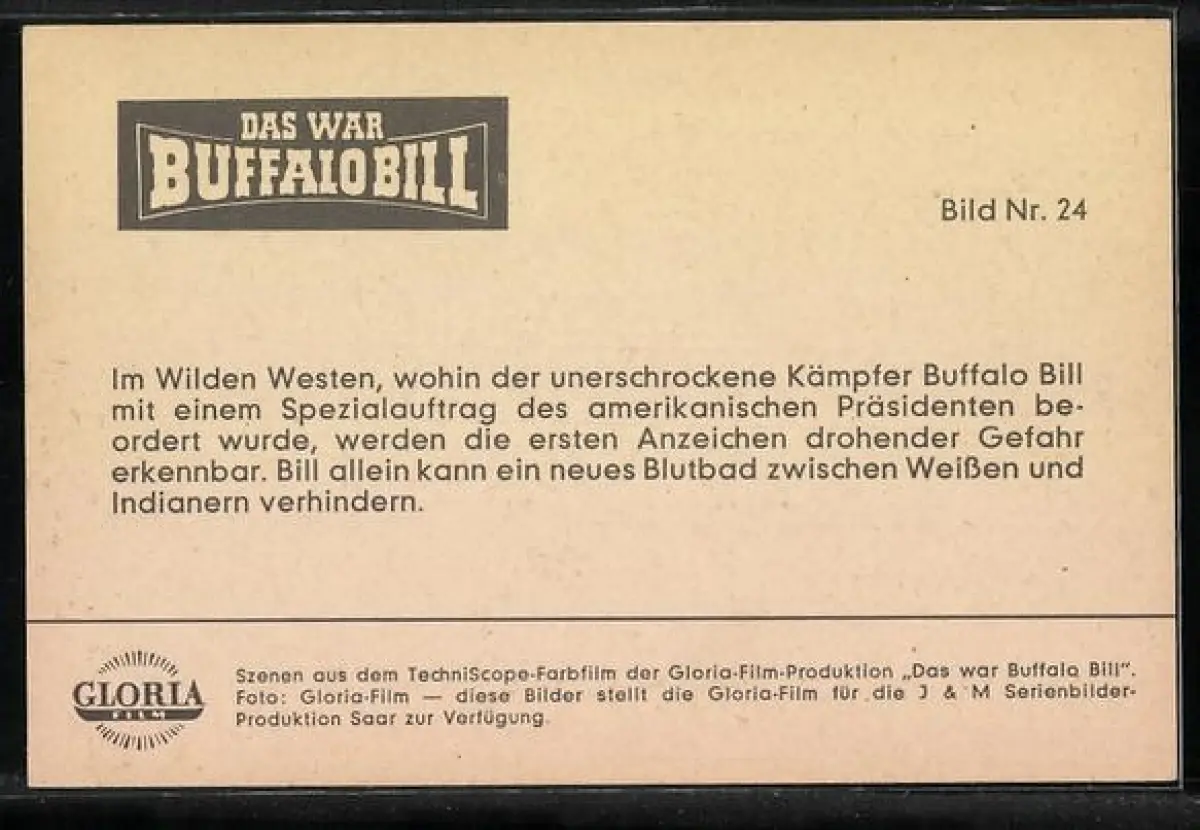 DAS WAR
BUFFALO BILL
Bild Nr. 24
Im Wilden Westen, wohin der unerschrockene Kämpfer Buffalo Bill
mit einem Spezialauftrag des amerikanischen Präsidenten be-
ordert wurde, werden die ersten Anzeichen drohender Gefahr
erkennbar. Bill allein kann ein neues Blutbad zwischen Weißen und
Indianern verhindern.
GLORIA
FILM
Szenen aus dem TechniScope-Farbfilm der Gloria-Film-Produktion „Das war Buffalo Bill“.
Foto: Gloria-Film — diese Bilder stellt die Gloria-Film für die J & M Serienbilder-
Produktion Saar zur Verfügung.